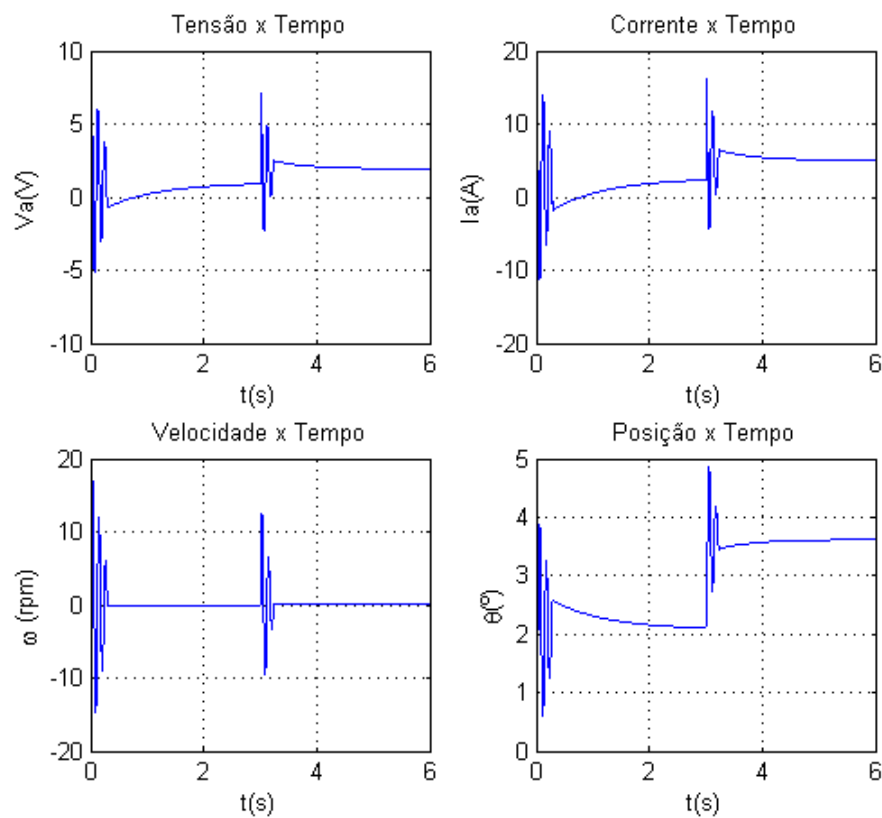 Tensão x Tempo
10
5
0
-5
-10
Va(V)
0 2 4 6
t(s)
Corrente x Tempo
20
10
0
-10
-20
Ia(A)
0 2 4 6
t(s)
Velocidade x Tempo
20
10
0
-10
-20
ω (rpm)
0 2 4 6
t(s)
Posição x Tempo
5
4
3
2
1
0
θ(º)
0 2 4 6
t(s)